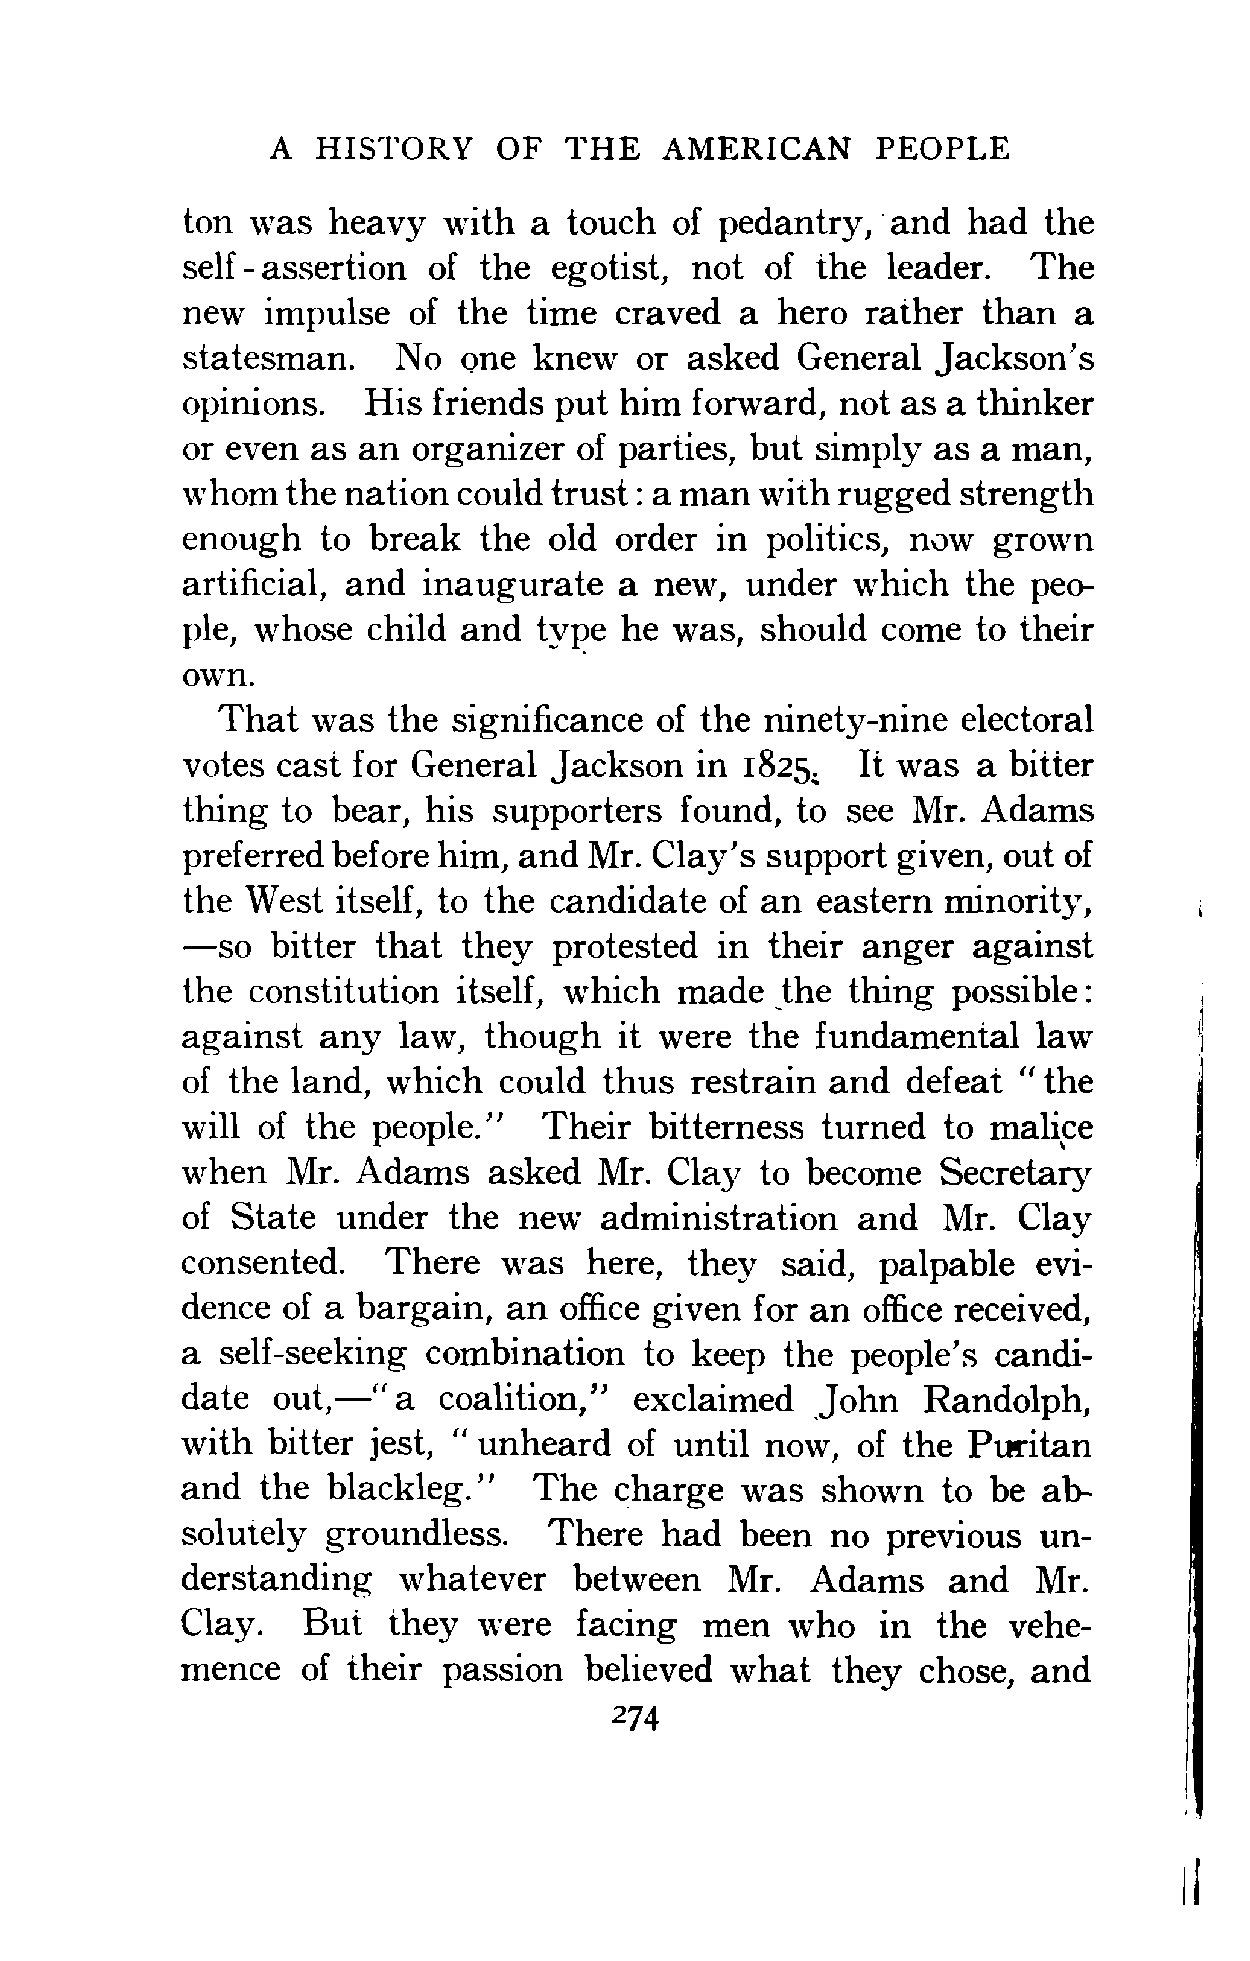 A HISTORY OF THE AMERICAN PEOPLE
ton was heavy with a touch of pedantry, and had the
self-assertion of the egotist, not of the leader. The
new impulse of the time craved a hero rather than a
statesman. No one knew or asked General Jackson's
opinions. His friends put him forward, not as a thinker
or even as an organizer of parties, but simply as a man,
whom the nation could trust: a man with rugged strength
enough to break the old order in politics, now grown
artificial, and inaugurate a new, under which the peo-
ple, whose child and type he was, should come to their
own.
That was the significance of the ninety-nine electoral
votes cast for General Jackson in 1825. It was a bitter
thing to bear, his supporters found, to see Mr. Adams
preferred before him, and Mr. Clay's support given, out of
the West itself, to the candidate of an eastern minority,
—so bitter that they protested in their anger against
the constitution itself, which made the thing possible:
against any law, though it were the fundamental law
of the land, which could thus restrain and defeat "the
will of the people." Their bitterness turned to malice
when Mr. Adams asked Mr. Clay to become Secretary
of State under the new administration and Mr. Clay
consented. There was here, they said, palpable evi-
dence of a bargain, an office given for an office received,
a self-seeking combination to keep the people's candi-
date out,—"a coalition," exclaimed John Randolph,
with bitter jest, "unheard of until now, of the Puritan
and the blackleg." The charge was shown to be ab-
solutely groundless. There had been no previous un-
derstanding whatever between Mr. Adams and Mr.
Clay. But they were facing men who in the vehe-
mence of their passion believed what they chose, and
274